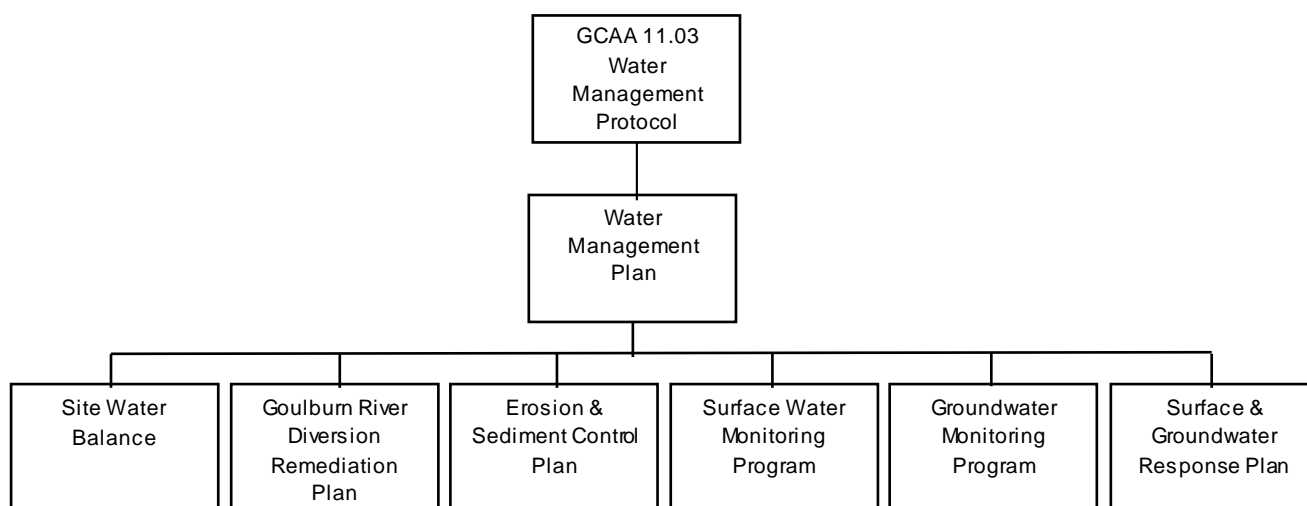 GCAA 11.03
Water
Management
Protocol
Water
Management
Plan
Site Water
Balance
Goulburn River
Diversion
Remediation
Plan
Erosion &
Sediment Control
Plan
Surface Water
Monitoring
Program
Groundwater
Monitoring
Program
Surface &
Groundwater
Response Plan